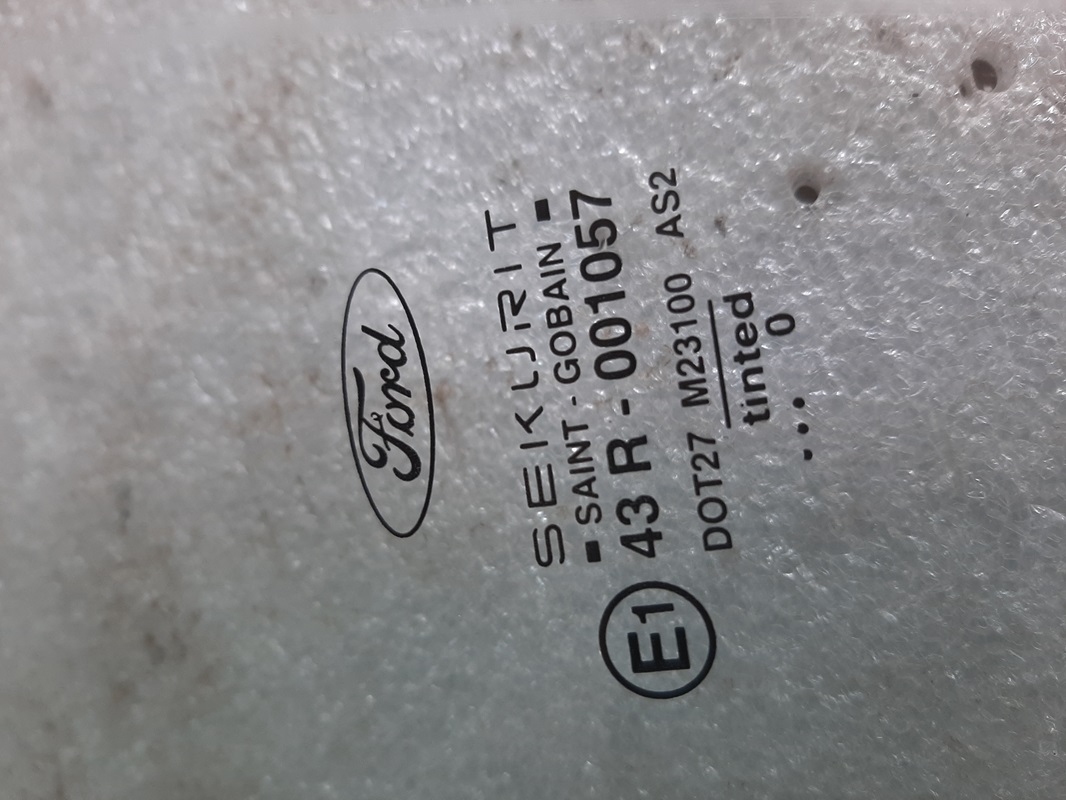 Ford
SEKURIT
▪ SAINT - GOBAIN ▪
E1 43 R - 001057
DOT27 M23100 AS2
tinted
... 0